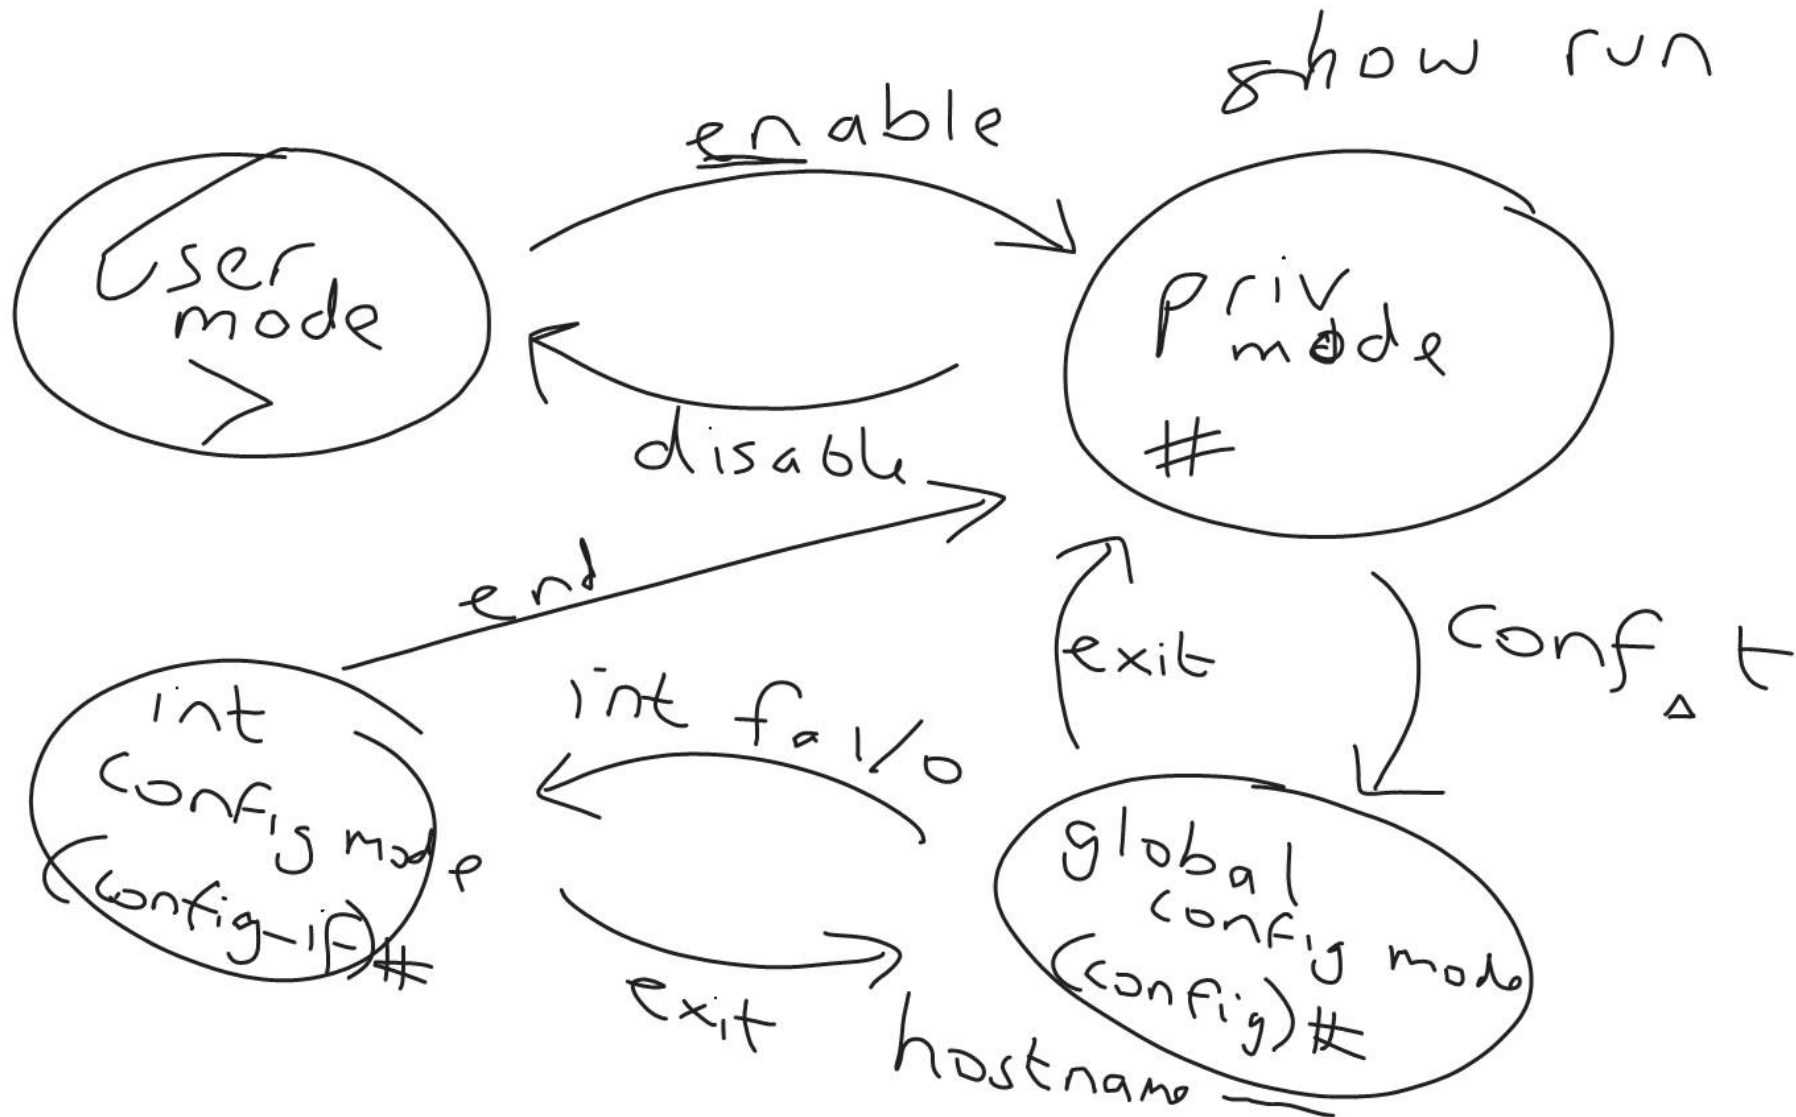 show run
enable
User
mode
>
priv
mode
#
disable
end
exit
conf t
int fa1/0
int
config mode
(config-if)#
exit
global
config mode
(config)#
hostname __